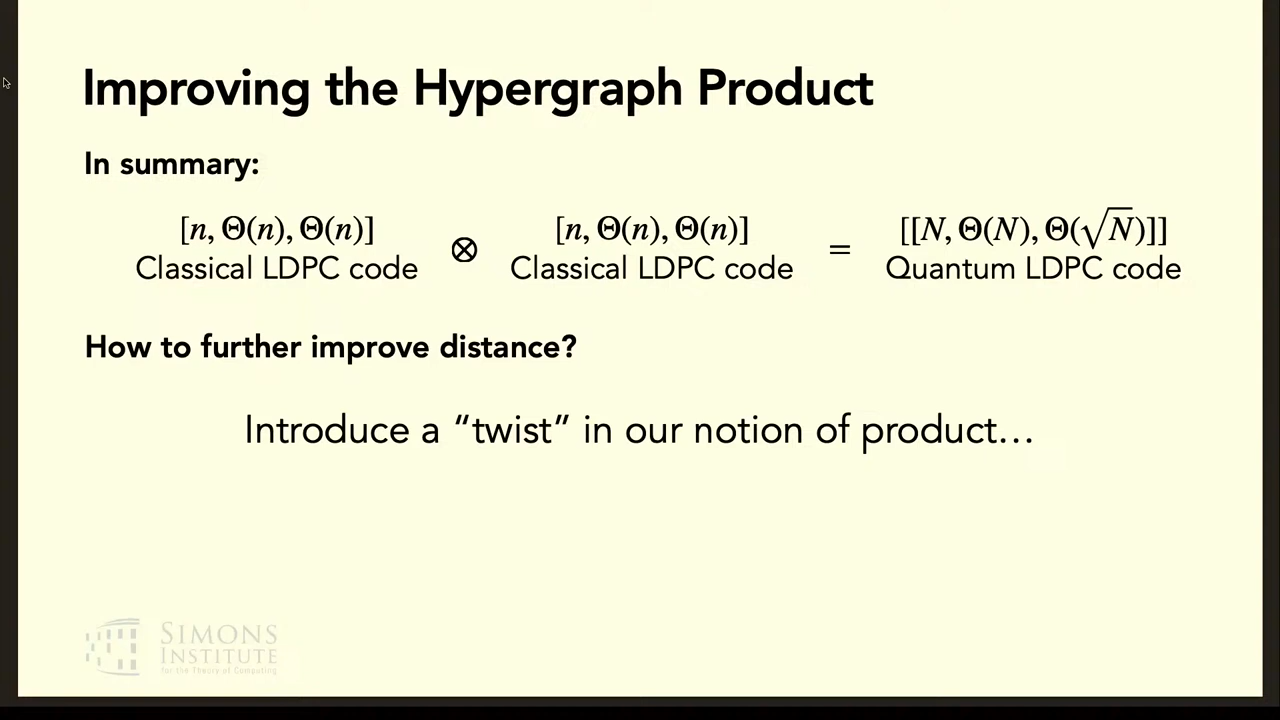 Improving the Hypergraph Product
In summary:
[n, Θ(n), Θ(n)] ⊗ [n, Θ(n), Θ(n)] = [[N, Θ(N), Θ(√N)]]
Classical LDPC code Classical LDPC code Quantum LDPC code
How to further improve distance?
Introduce a “twist” in our notion of product…
SIMONS
INSTITUTE
for the Theory of Computing